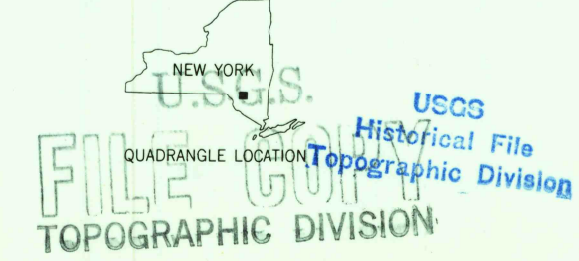 NEW YORK
U.S.G.S.
USGS
Historical File
Topographic Division
QUADRANGLE LOCATION
FILE COPY
TOPOGRAPHIC DIVISION